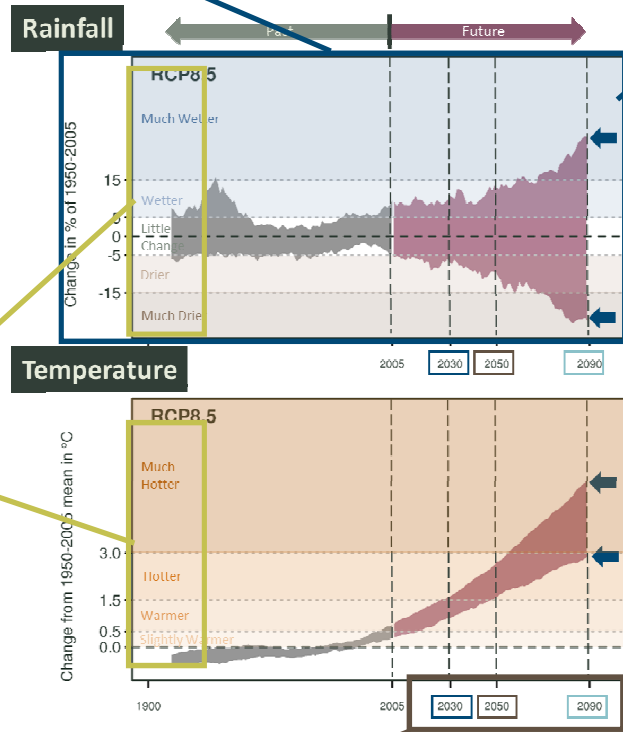 Rainfall
Past
Future
RCP8.5
Much Wetter
15
Wetter
5
Little
0
Change
-5
Drier
-15
Much Drier
Change in % of 1950-2005
2005
2030
2050
2090
Temperature
RCP8.5
Much
Hotter
3.0
Hotter
1.5
Warmer
0.5
Slightly Warmer
0.0
Change from 1950-2005 mean in °C
1900
2005
2030
2050
2090